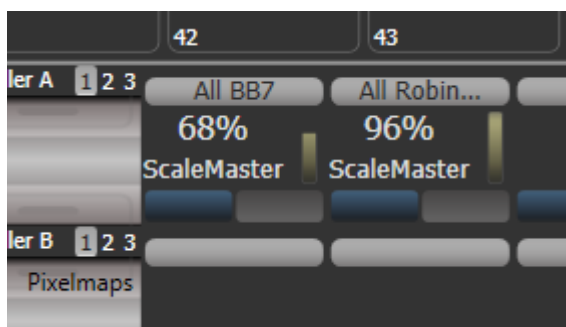 42 43
ler A 1 2 3
All BB7 All Robin...
68% 96%
ScaleMaster ScaleMaster
ler B 1 2 3
Pixelmaps